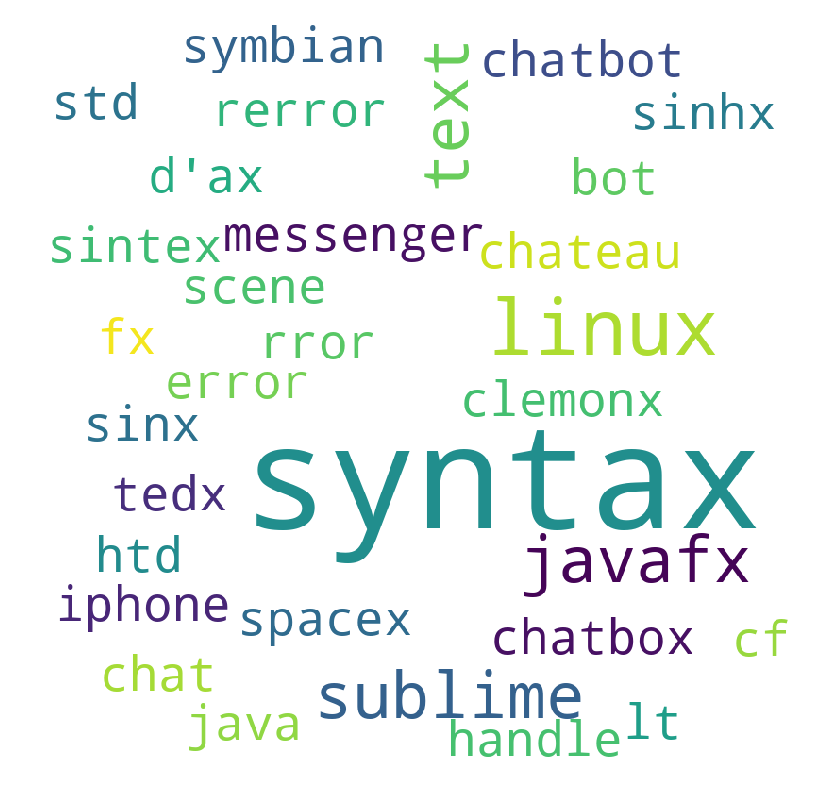 symbian
chatbot
text
std
rerror
sinhx
d'ax
bot
sintex
messenger
chateau
scene
linux
fx
rror
error
clemonx
sinx
syntax
tedx
htd
javafx
iphone
spacex
chatbox
cf
chat
sublime
java
handle
lt